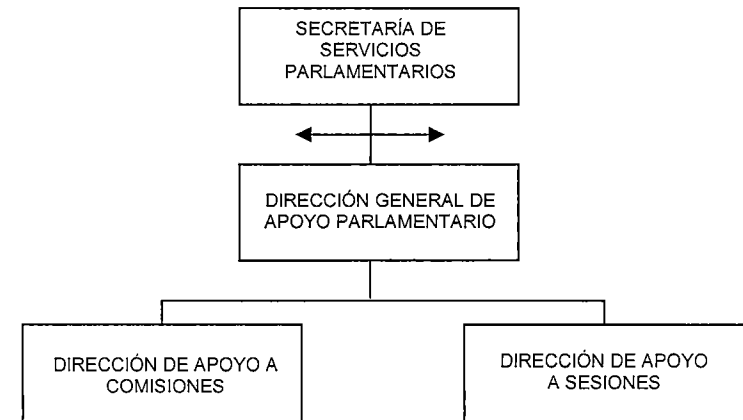 SECRETARÍA DE
SERVICIOS
PARLAMENTARIOS
DIRECCIÓN GENERAL DE
APOYO PARLAMENTARIO
DIRECCIÓN DE APOYO A
COMISIONES
DIRECCIÓN DE APOYO
A SESIONES